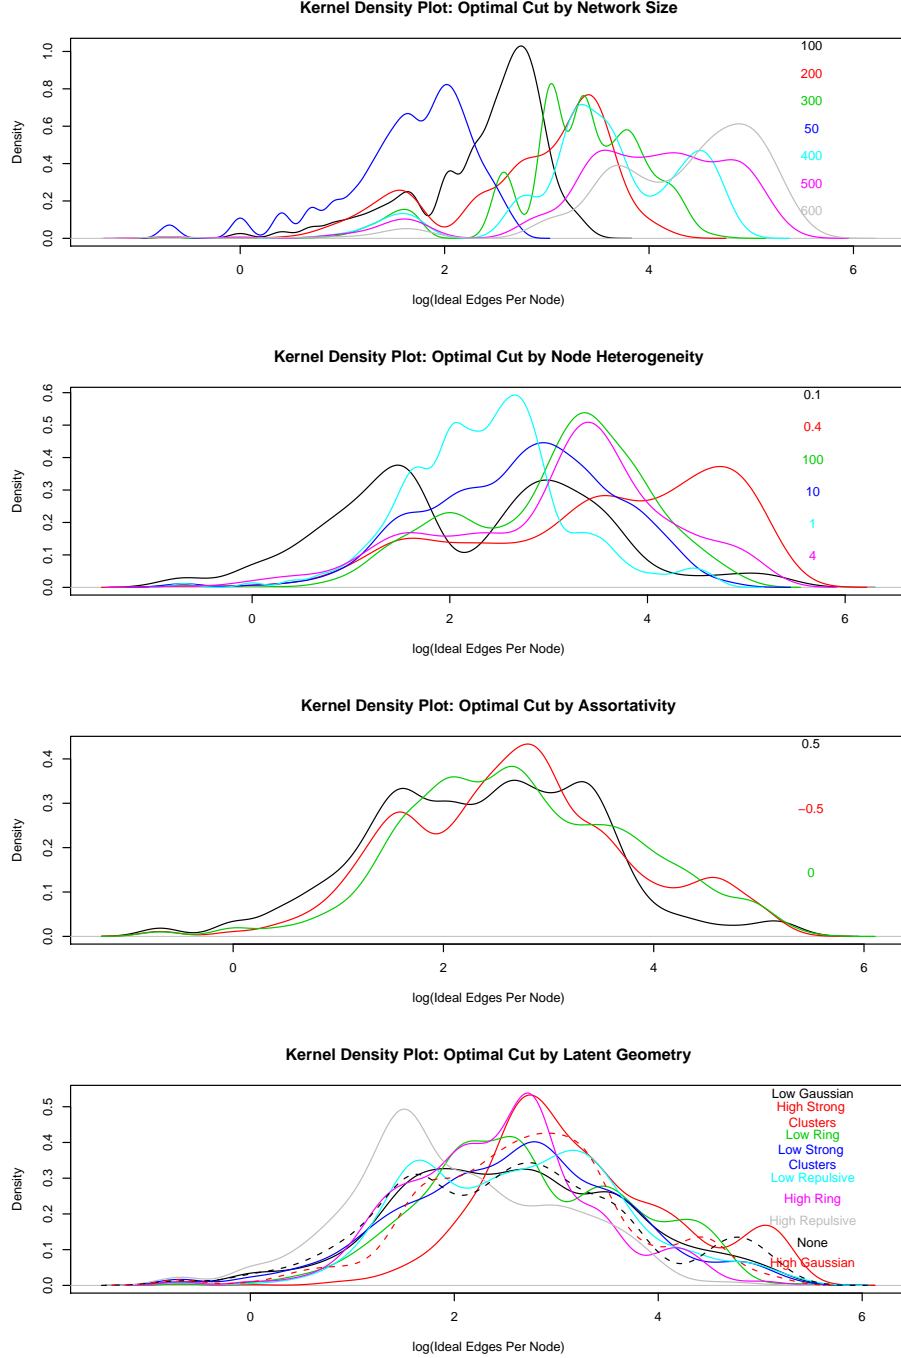 Kernel Density Plot: Optimal Cut by Network Size
Density
0.0 0.2 0.4 0.6 0.8 1.0
100
200
300
50
400
500
600
0 2 4 6
log(Ideal Edges Per Node)
Kernel Density Plot: Optimal Cut by Node Heterogeneity
Density
0.0 0.1 0.2 0.3 0.4 0.5 0.6
0.1
0.4
100
10
1
4
0 2 4 6
log(Ideal Edges Per Node)
Kernel Density Plot: Optimal Cut by Assortativity
Density
0.0 0.1 0.2 0.3 0.4
0.5
−0.5
0
0 2 4 6
log(Ideal Edges Per Node)
Kernel Density Plot: Optimal Cut by Latent Geometry
Density
0.0 0.1 0.2 0.3 0.4 0.5
Low Gaussian
High Strong
Clusters
Low Ring
Low Strong
Clusters
Low Repulsive
High Ring
High Repulsive
None
High Gaussian
0 2 4 6
log(Ideal Edges Per Node)